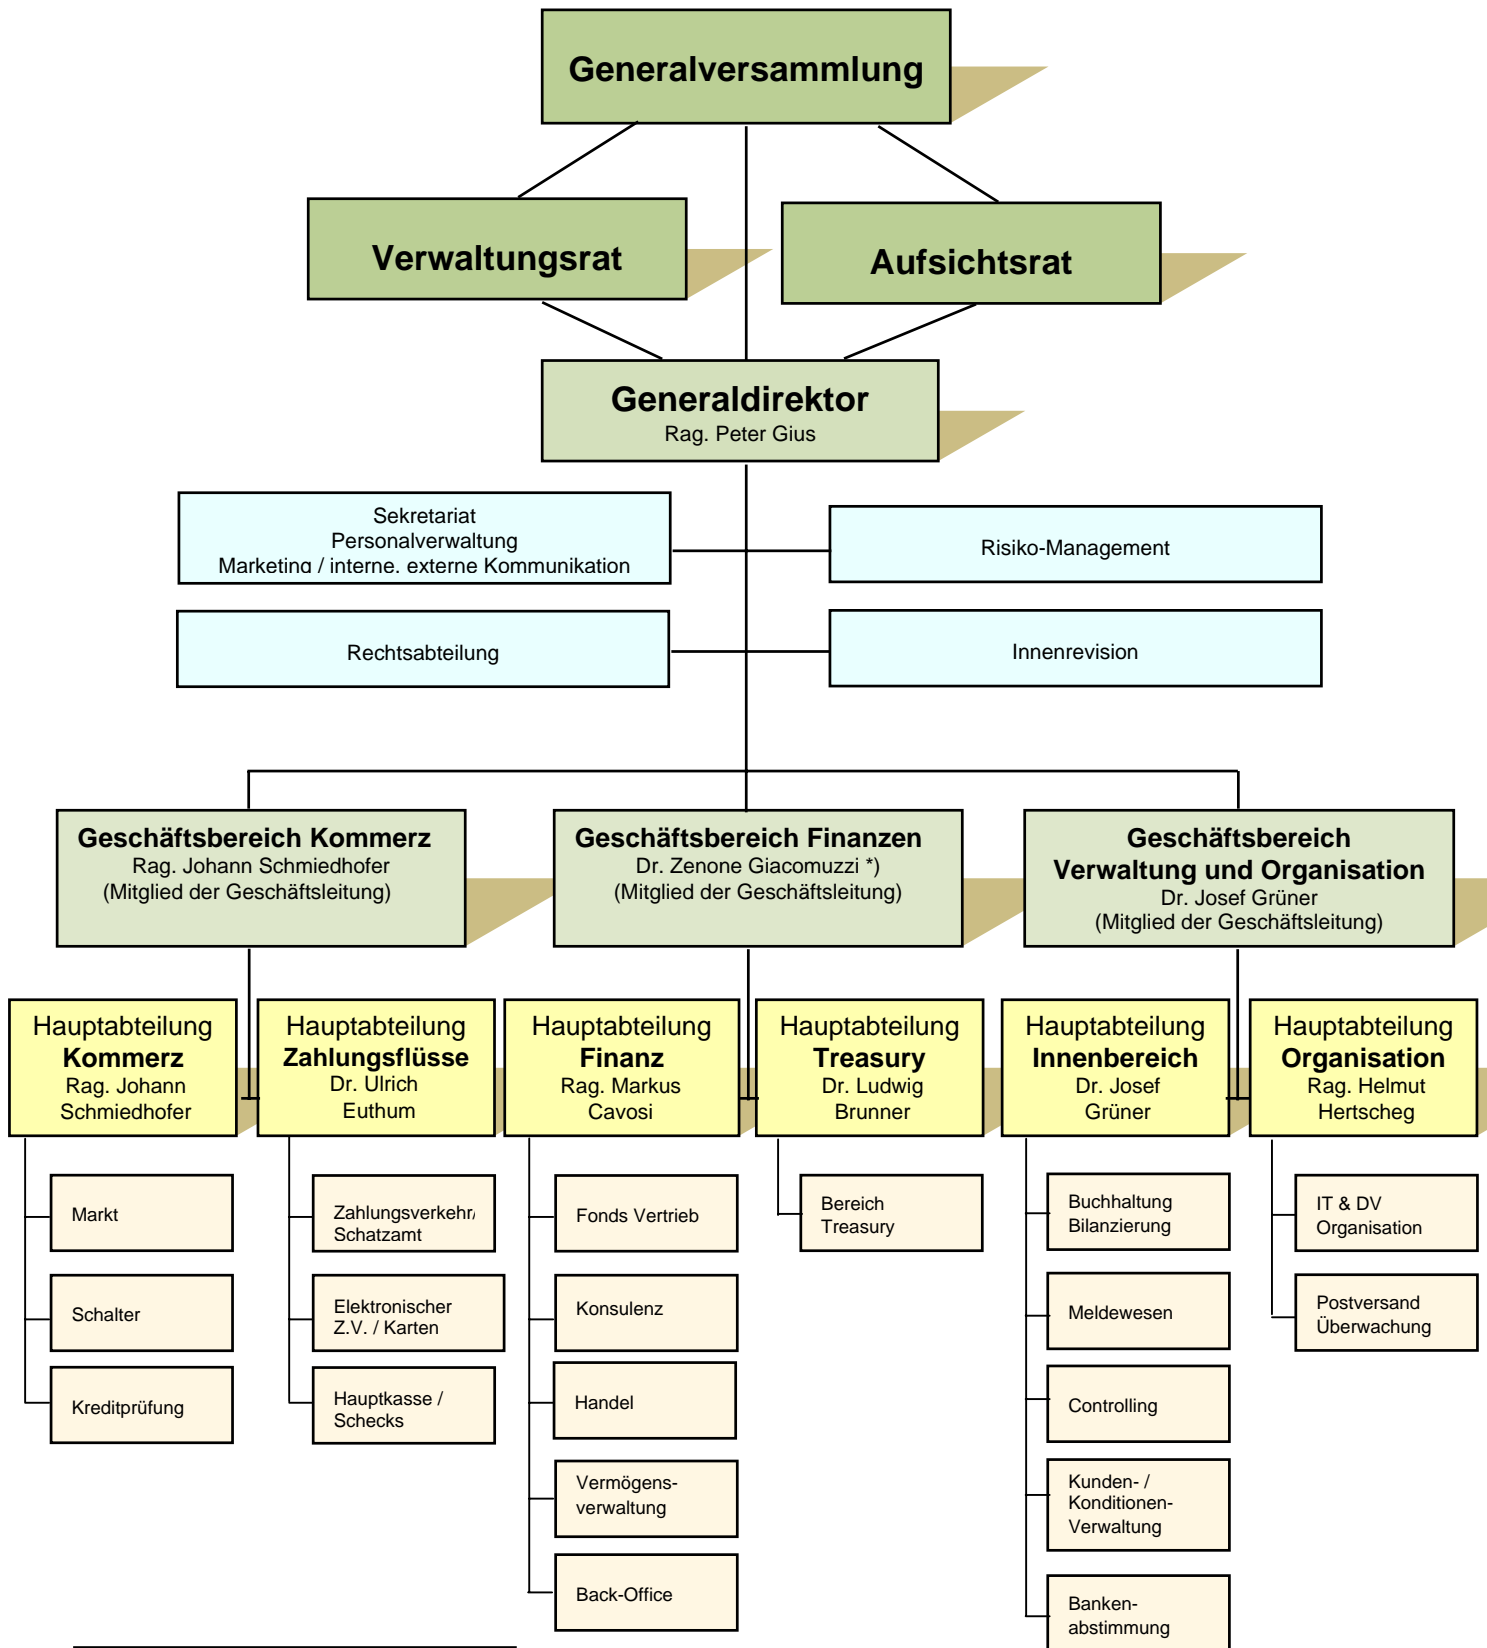 Generalversammlung
Verwaltungsrat
Aufsichtsrat
Generaldirektor
Rag. Peter Gius
Sekretariat
Personalverwaltung
Marketing / interne, externe Kommunikation
Risiko-Management
Rechtsabteilung
Innenrevision
Geschäftsbereich Kommerz
Rag. Johann Schmiedhofer
(Mitglied der Geschäftsleitung)
Geschäftsbereich Finanzen
Dr. Zenone Giacomuzzi *)
(Mitglied der Geschäftsleitung)
Geschäftsbereich
Verwaltung und Organisation
Dr. Josef Grüner
(Mitglied der Geschäftsleitung)
Hauptabteilung
Kommerz
Rag. Johann
Schmiedhofer
Hauptabteilung
Zahlungsflüsse
Dr. Ulrich
Euthum
Hauptabteilung
Finanz
Rag. Markus
Cavosi
Hauptabteilung
Treasury
Dr. Ludwig
Brunner
Hauptabteilung
Innenbereich
Dr. Josef
Grüner
Hauptabteilung
Organisation
Rag. Helmut
Hertscheg
Markt
Schalter
Kreditprüfung
Zahlungsverkehr/
Schatzamt
Elektronischer
Z.V. / Karten
Hauptkasse /
Schecks
Fonds Vertrieb
Konsulenz
Handel
Vermögens-
verwaltung
Back-Office
Bereich
Treasury
Buchhaltung
Bilanzierung
Meldewesen
Controlling
Kunden- /
Konditionen-
Verwaltung
Banken-
abstimmung
IT & DV
Organisation
Postversand
Überwachung